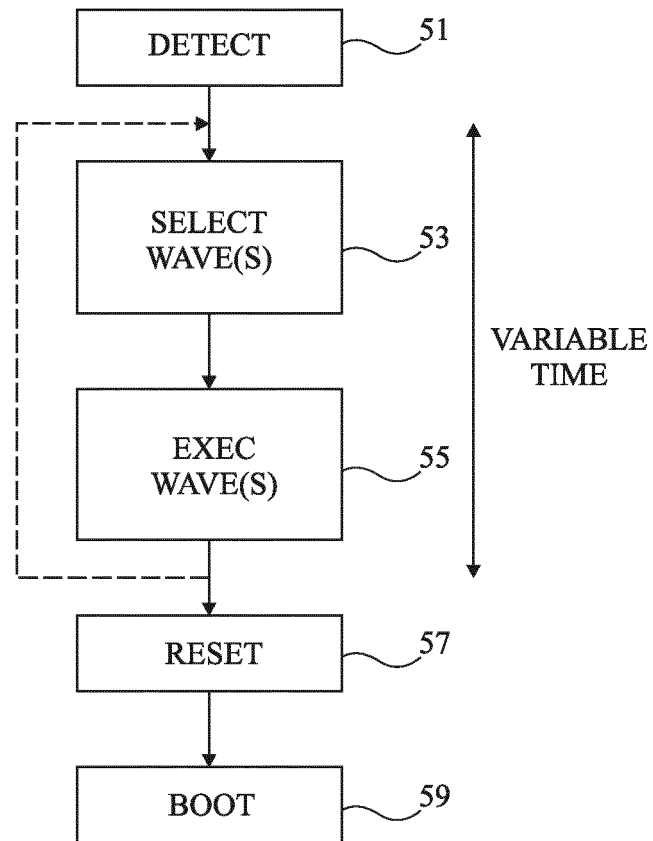 DETECT
51
SELECT
WAVE(S)
53
VARIABLE
TIME
EXEC
WAVE(S)
55
RESET
57
BOOT
59